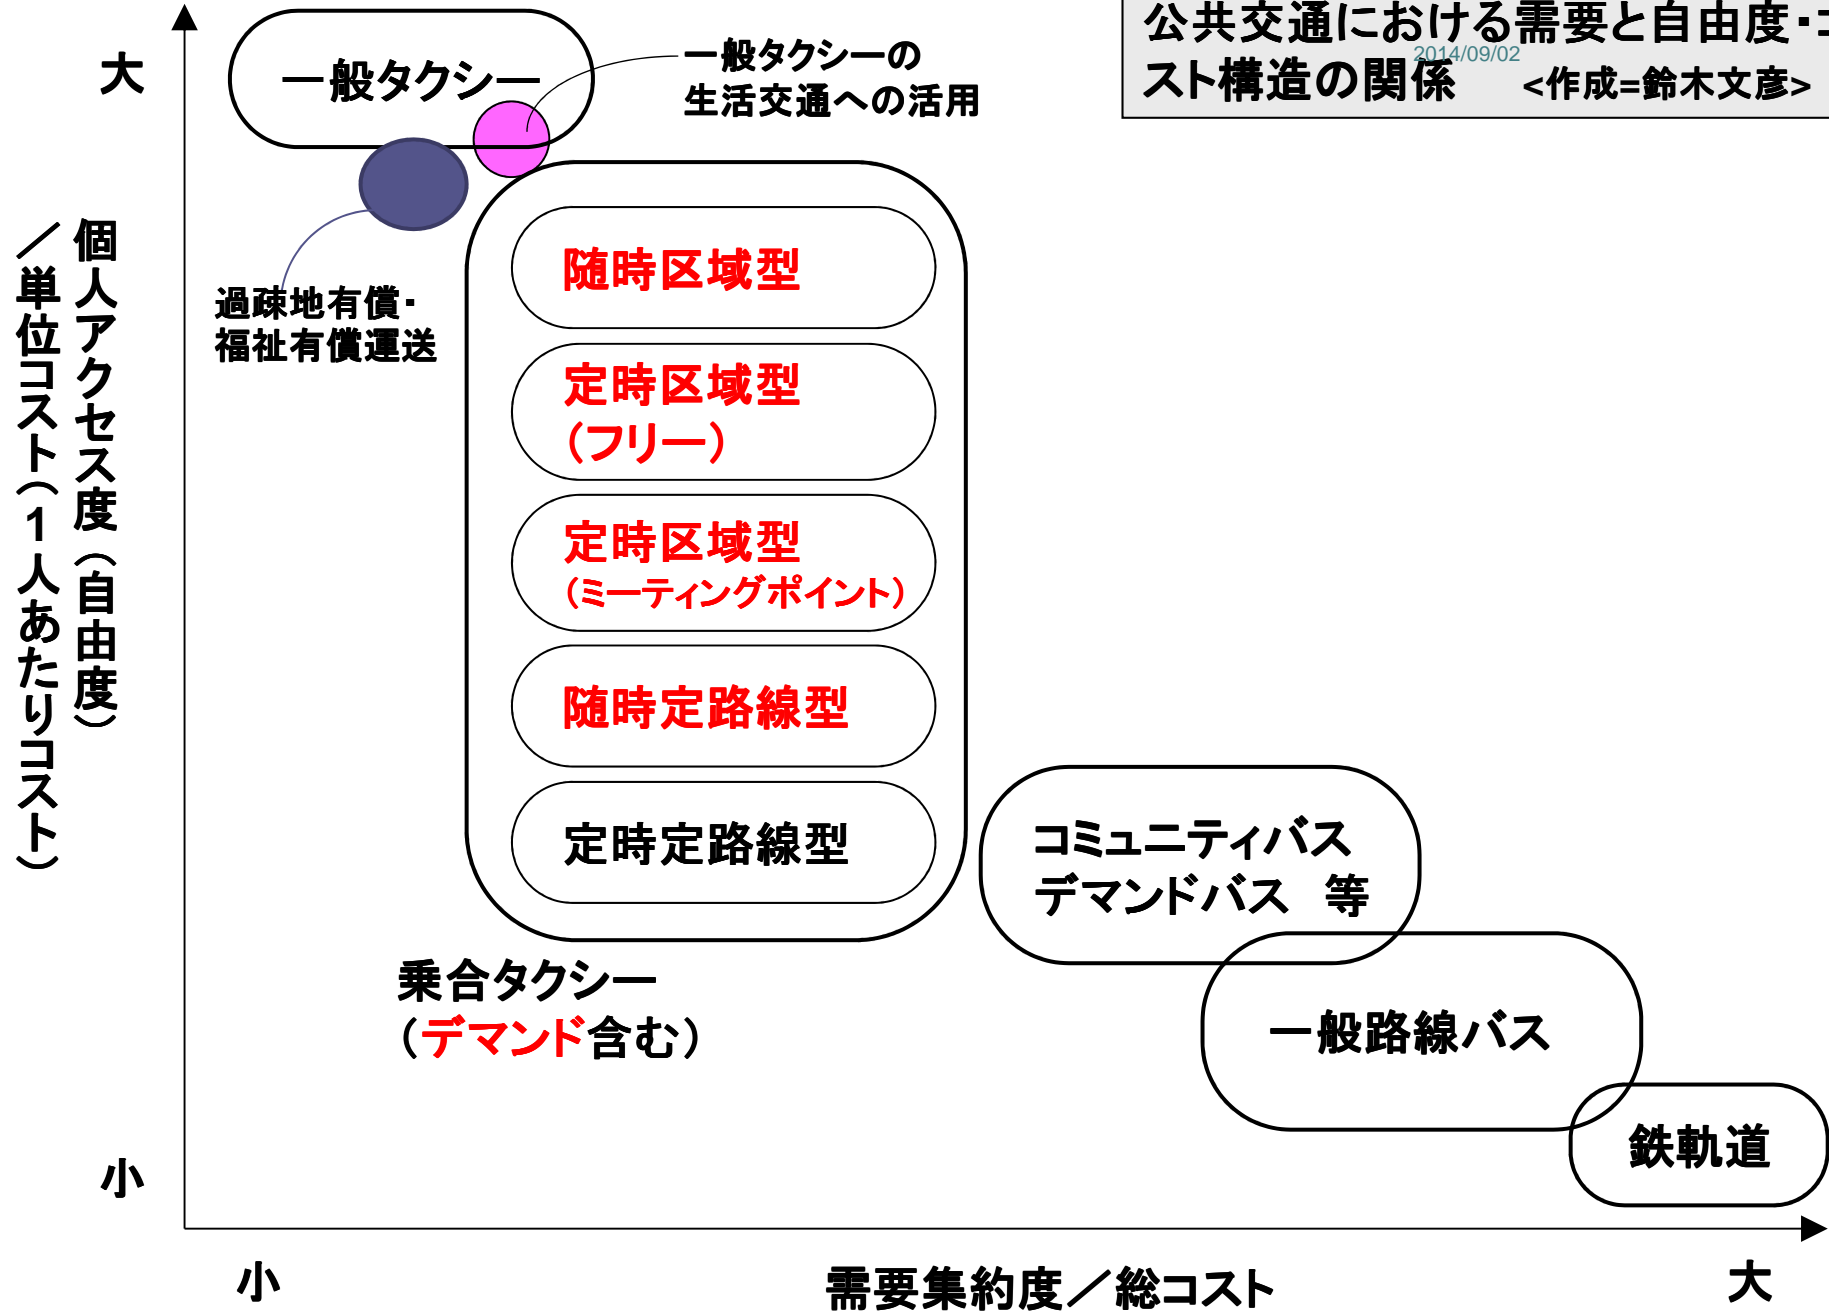 公共交通における需要と自由度・コ
スト構造の関係　<作成=鈴木文彦>
2014/09/02
大
一般タクシー
一般タクシーの
生活交通への活用
個人アクセス度（自由度）
／単位コスト（１人あたりコスト）
過疎地有償・
福祉有償運送
随時区域型
定時区域型
（フリー）
定時区域型
（ミーティングポイント）
随時定路線型
定時定路線型
乗合タクシー
（デマンド含む）
コミュニティバス
デマンドバス　等
一般路線バス
鉄軌道
小
小
需要集約度／総コスト
大